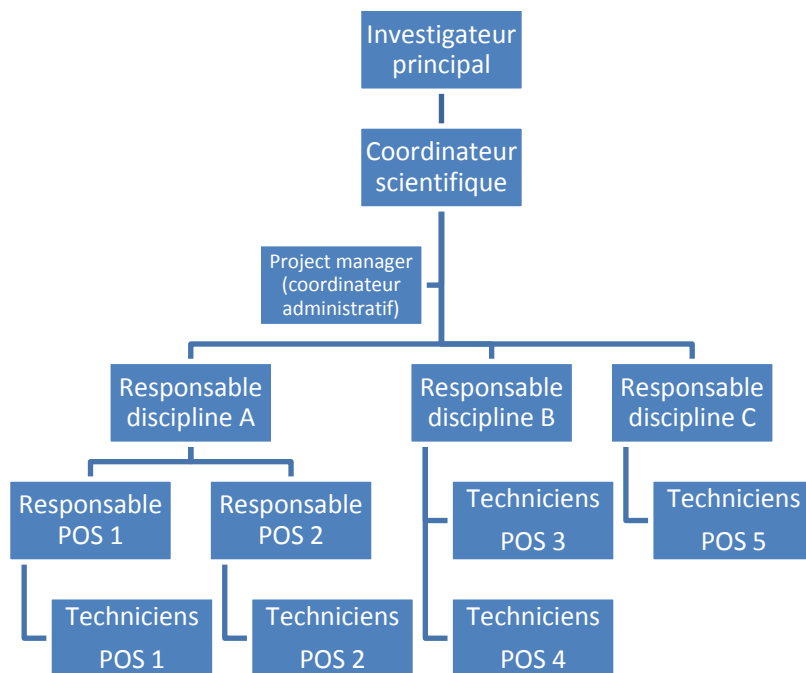 Investigateur
principal
Coordinateur
scientifique
Project manager
(coordinateur
administratif)
Responsable
discipline A
Responsable
discipline B
Responsable
discipline C
Responsable
POS 1
Responsable
POS 2
Techniciens
POS 3
Techniciens
POS 5
Techniciens
POS 1
Techniciens
POS 2
Techniciens
POS 4